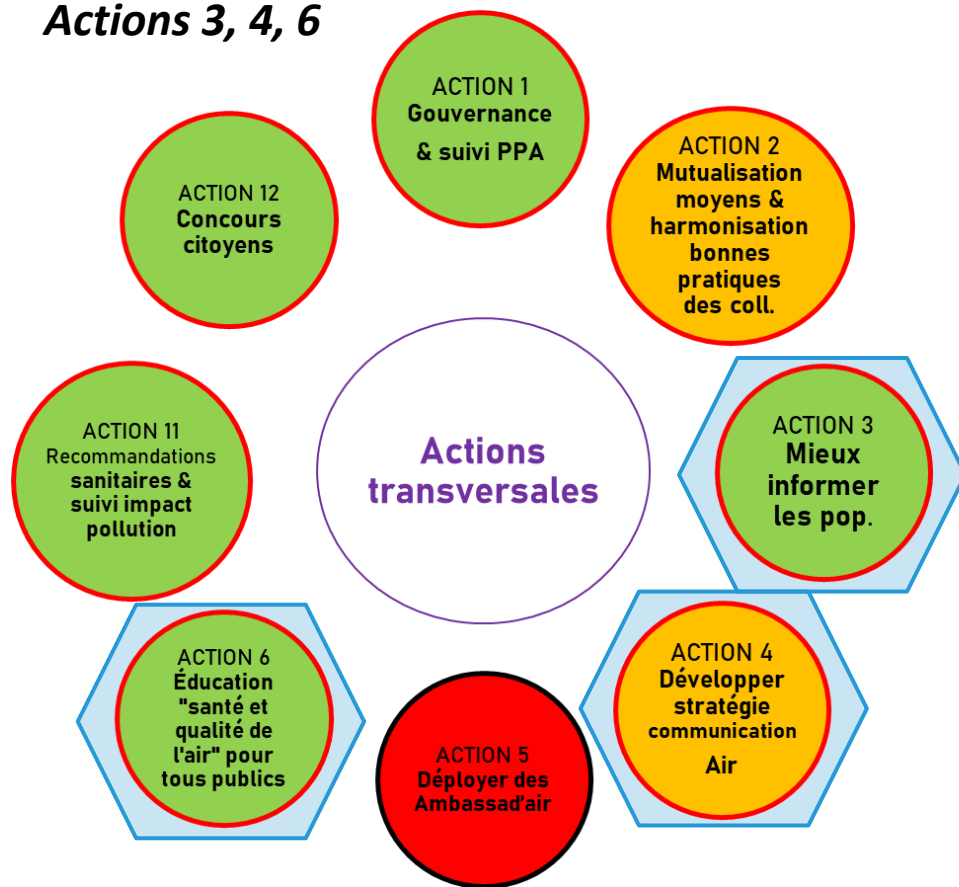 Actions 3, 4, 6
ACTION 1
Gouvernance
& suivi PPA
ACTION 2
Mutualisation
moyens &
harmonisation
bonnes
pratiques
des coll.
ACTION 3
Mieux
informer
les pop.
ACTION 4
Développer
stratégie
communication
Air
ACTION 5
Déployer des
Ambassad'air
ACTION 6
Éducation
"santé et
qualité de
l'air" pour
tous publics
ACTION 11
Recommandations
sanitaires &
suivi impact
pollution
ACTION 12
Concours
citoyens
Actions
transversales